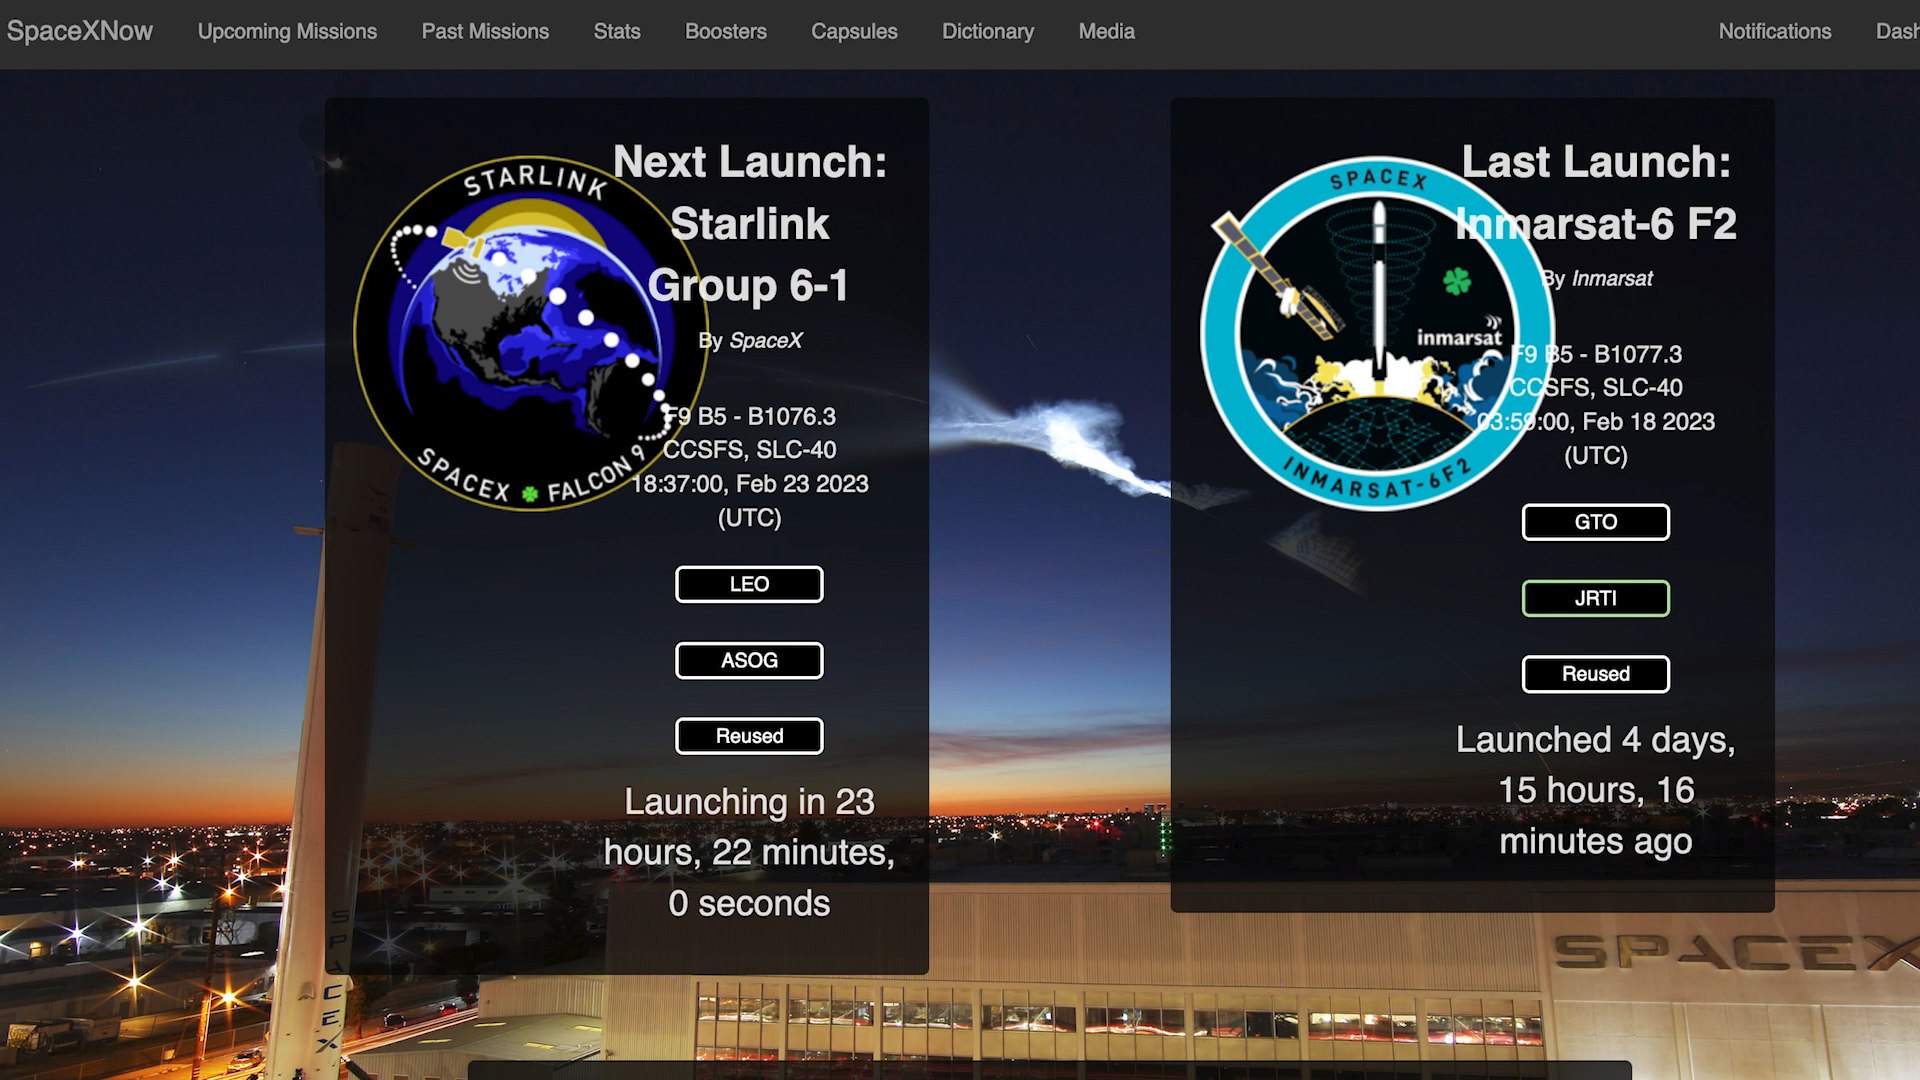 SpaceXNow Upcoming Missions Past Missions Stats Boosters Capsules Dictionary Media Notifications Dash
STARLINK
SPACEX FALCON 9
Next Launch:
Starlink
Group 6-1
By SpaceX
F9 B5 - B1076.3
CCSFS, SLC-40
18:37:00, Feb 23 2023
(UTC)
LEO
ASOG
Reused
Launching in 23
hours, 22 minutes,
0 seconds
SPACEX
inmarsat
INMARSAT-6F2
Last Launch:
Inmarsat-6 F2
By Inmarsat
F9 B5 - B1077.3
CCSFS, SLC-40
03:59:00, Feb 18 2023
(UTC)
GTO
JRTI
Reused
Launched 4 days,
15 hours, 16
minutes ago
SPACEX
SPACEX